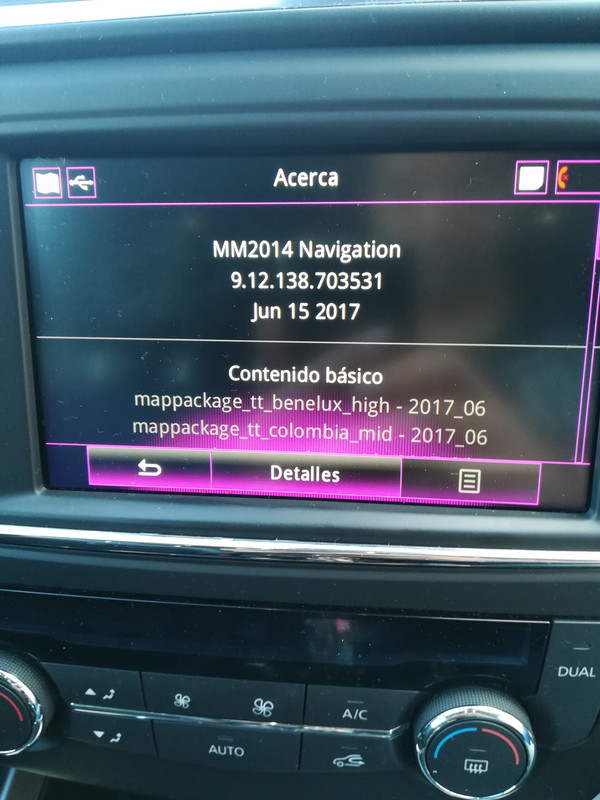 Acerca
MM2014 Navigation
9.12.138.703531
Jun 15 2017
Contenido básico
mappackage_tt_benelux_high - 2017_06
mappackage_tt_colombia_mid - 2017_06
Detalles
DUAL
A/C
AUTO